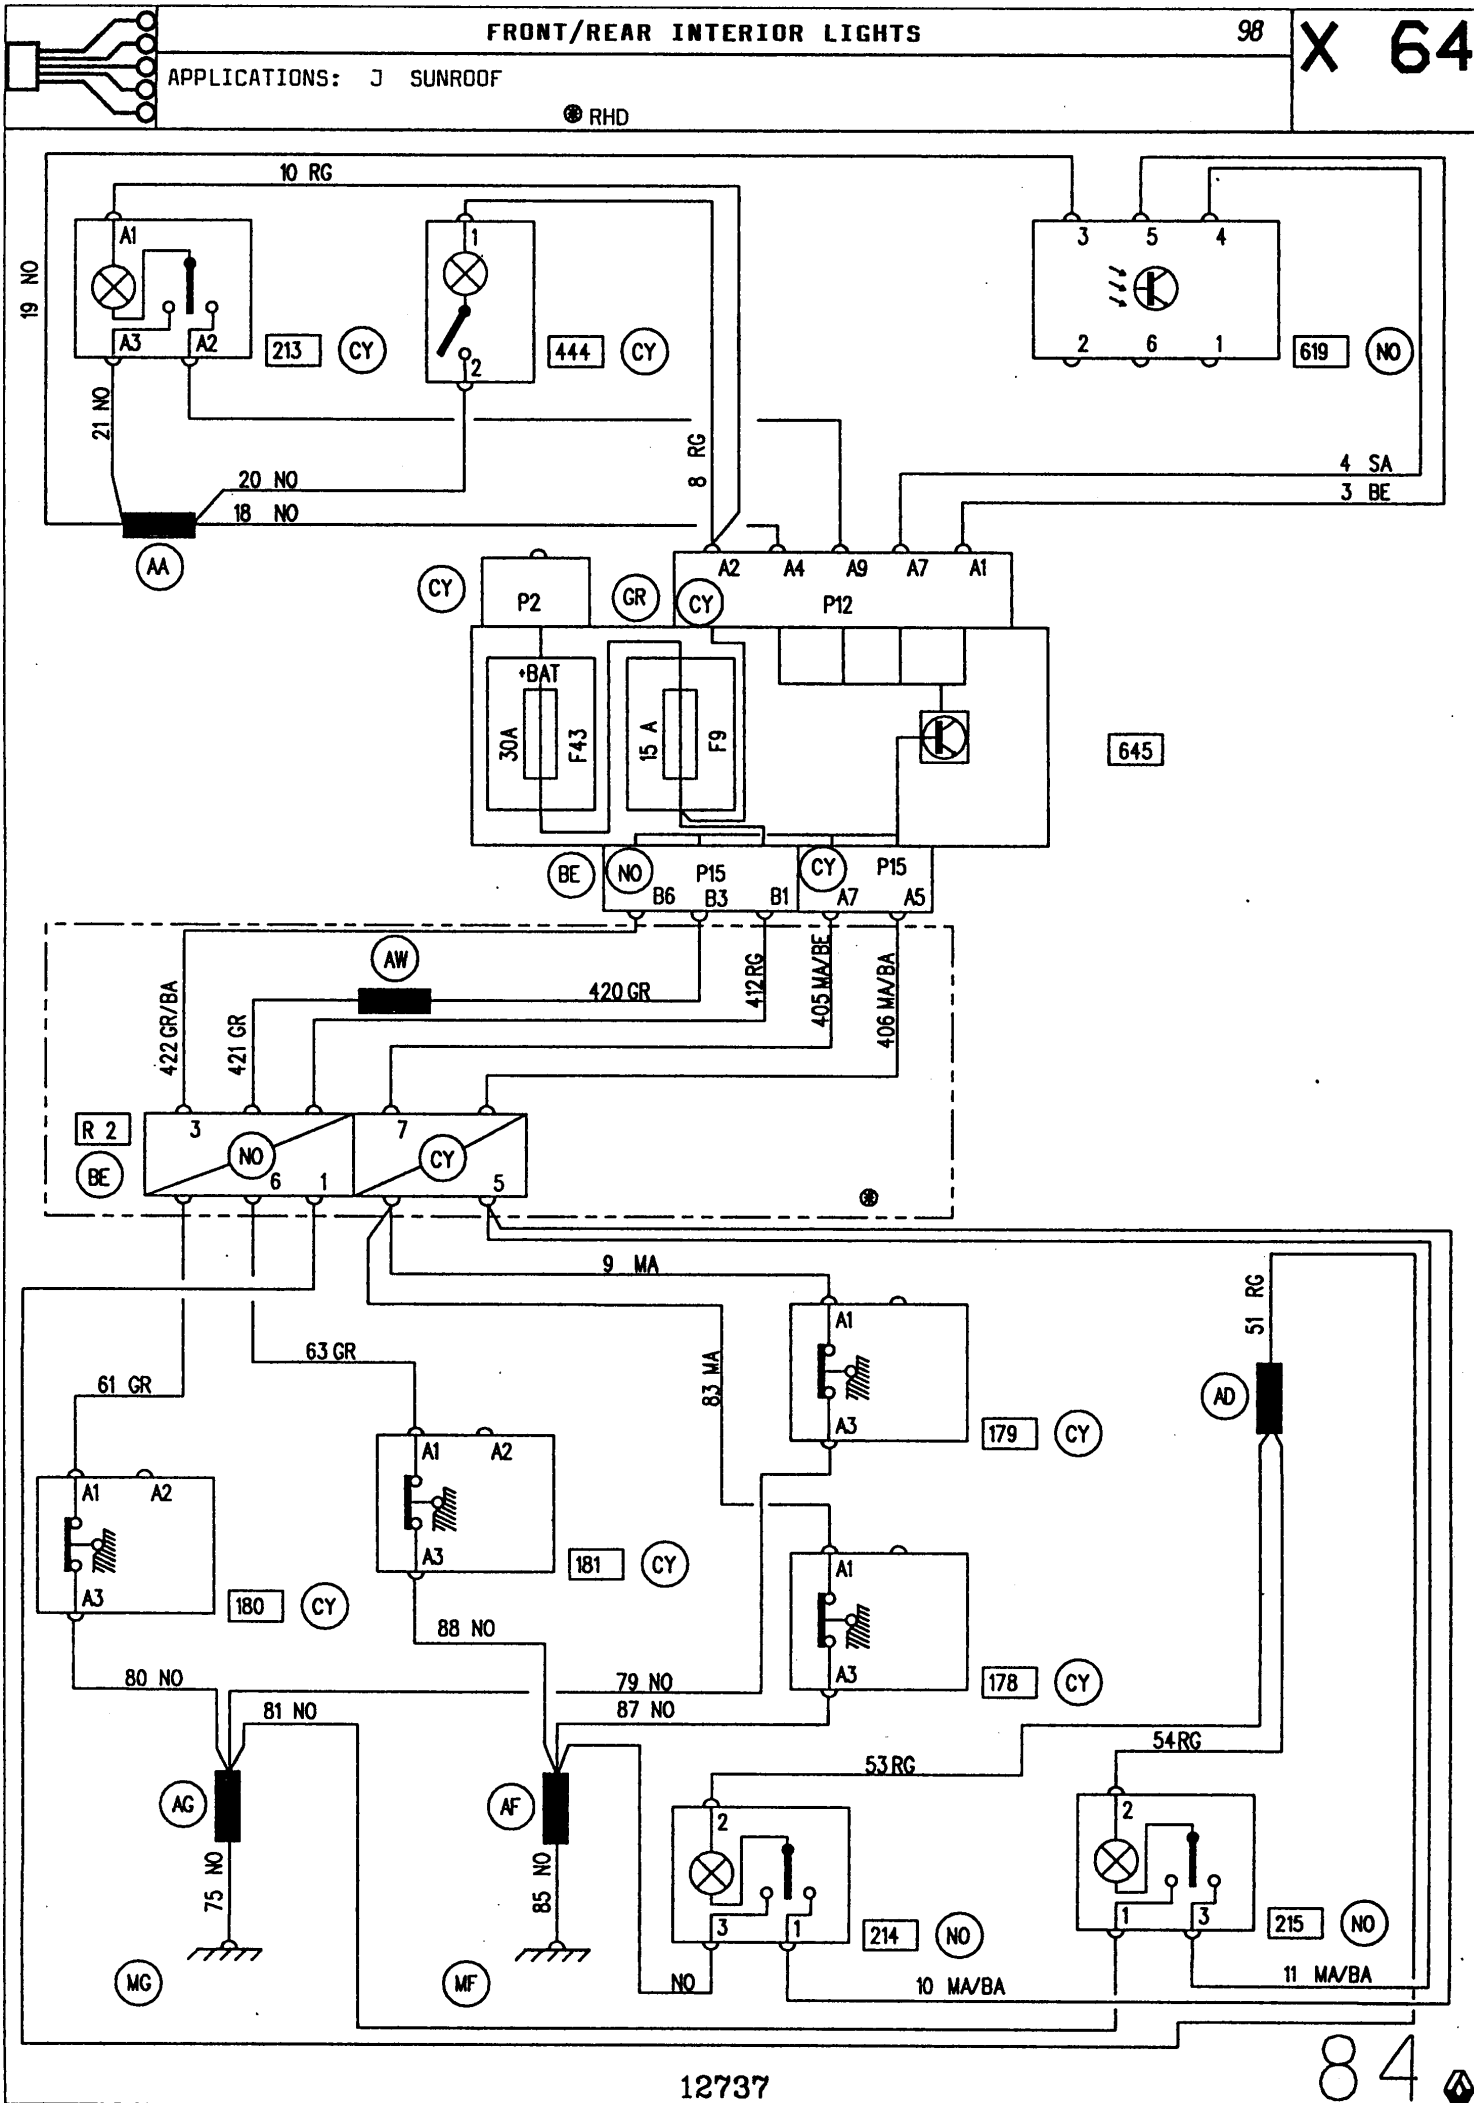 FRONT/REAR INTERIOR LIGHTS 98
X 64
APPLICATIONS: J SUNROOF
RHD
10 RG
19 NO
A1
A3 A2
213 CY
1
2
444 CY
3 5 4
2 6 1
619 NO
21 NO
20 NO
18 NO
8 RG
4 SA
3 BE
AA
CY
P2
GR
CY
A2 A4 A9 A7 A1
P12
+BAT
30A
F43
15 A
F9
645
BE
NO
P15
B6 B3 B1
CY
P15
A7 A5
AW
422 GR/BA
421 GR
420 GR
412 RG
405 MA/BE
406 MA/BA
R 2
BE
3
NO
6 1
7
CY
5
9 MA
51 RG
A1
A3
179 CY
63 GR
61 GR
83 MA
AD
A1 A2
A3
181 CY
A1 A2
A3
180 CY
A1
A3
178 CY
88 NO
80 NO
79 NO
81 NO
87 NO
54 RG
53 RG
AG
AF
75 NO
85 NO
2
3 1
214 NO
2
1 3
215 NO
MG
MF
NO
10 MA/BA
11 MA/BA
84
12737